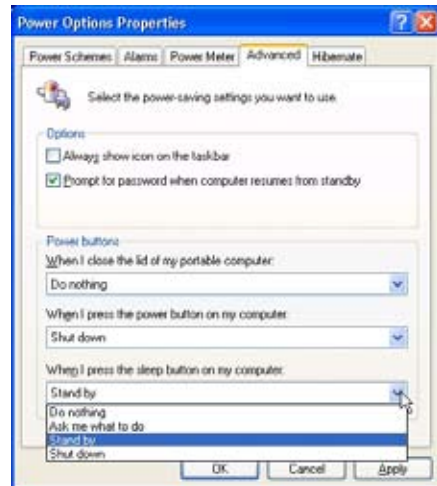 Power Options Properties
Power Schemes Alarms Power Meter Advanced Hibernate
Select the power-saving settings you want to use.
Options
Always show icon on the taskbar
Prompt for password when computer resumes from standby
Power buttons
When I close the lid of my portable computer:
Do nothing
When I press the power button on my computer:
Shut down
When I press the sleep button on my computer:
Stand by
Do nothing
Ask me what to do
Stand by
Shut down
OK Cancel Apply